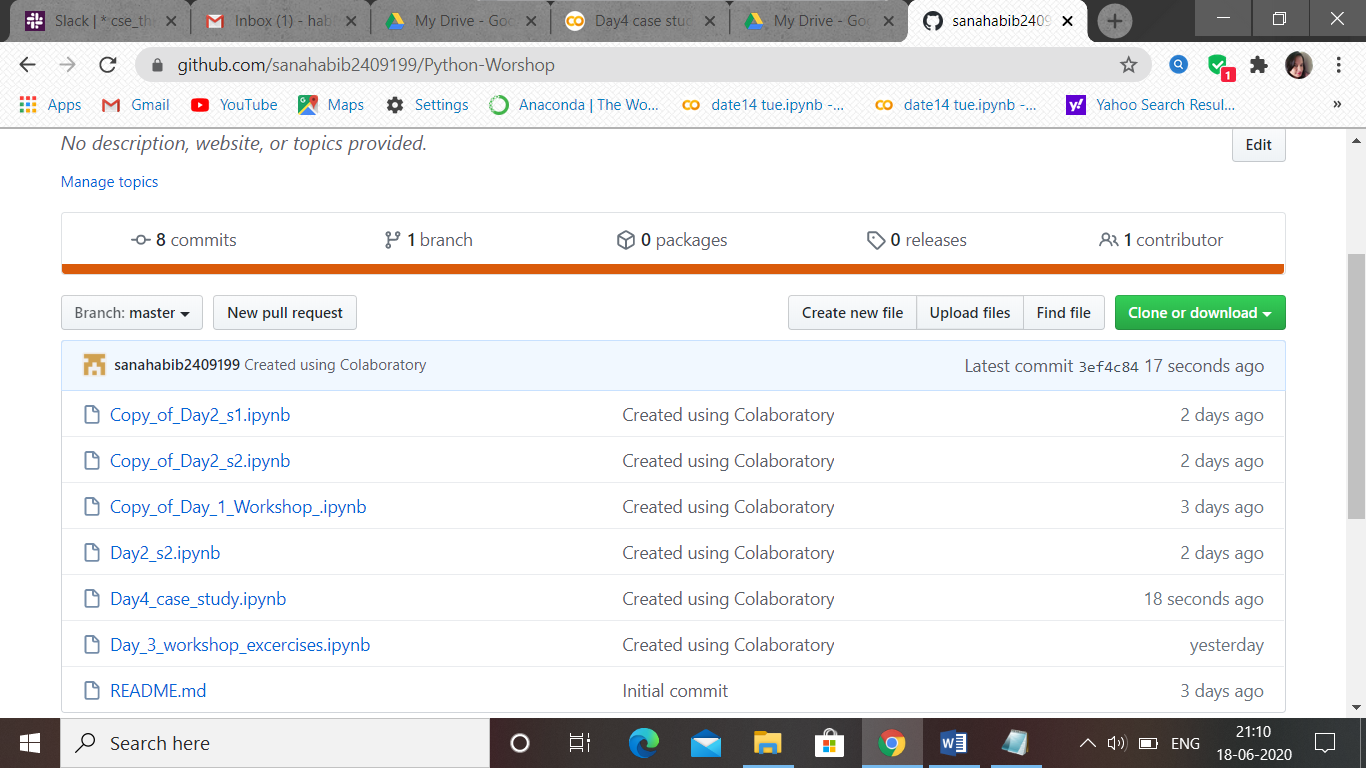 Slack | * cse_the
Inbox (1) - hab
My Drive - Goo
Day4 case stud
My Drive - Goo
sanahabib2409
github.com/sanahabib2409199/Python-Worshop
1
Apps
Gmail
YouTube
Maps
Settings
Anaconda | The Wo...
date14 tue.ipynb -...
date14 tue.ipynb -...
Yahoo Search Resul...
»
No description, website, or topics provided.
Edit
Manage topics
8 commits
1 branch
0 packages
0 releases
1 contributor
Branch: master
New pull request
Create new file
Upload files
Find file
Clone or download
sanahabib2409199 Created using Colaboratory
Latest commit 3ef4c84 17 seconds ago
Copy_of_Day2_s1.ipynb Created using Colaboratory 2 days ago
Copy_of_Day2_s2.ipynb Created using Colaboratory 2 days ago
Copy_of_Day_1_Workshop_.ipynb Created using Colaboratory 3 days ago
Day2_s2.ipynb Created using Colaboratory 2 days ago
Day4_case_study.ipynb Created using Colaboratory 18 seconds ago
Day_3_workshop_excercises.ipynb Created using Colaboratory yesterday
README.md Initial commit 3 days ago
Search here
ENG
21:10
18-06-2020